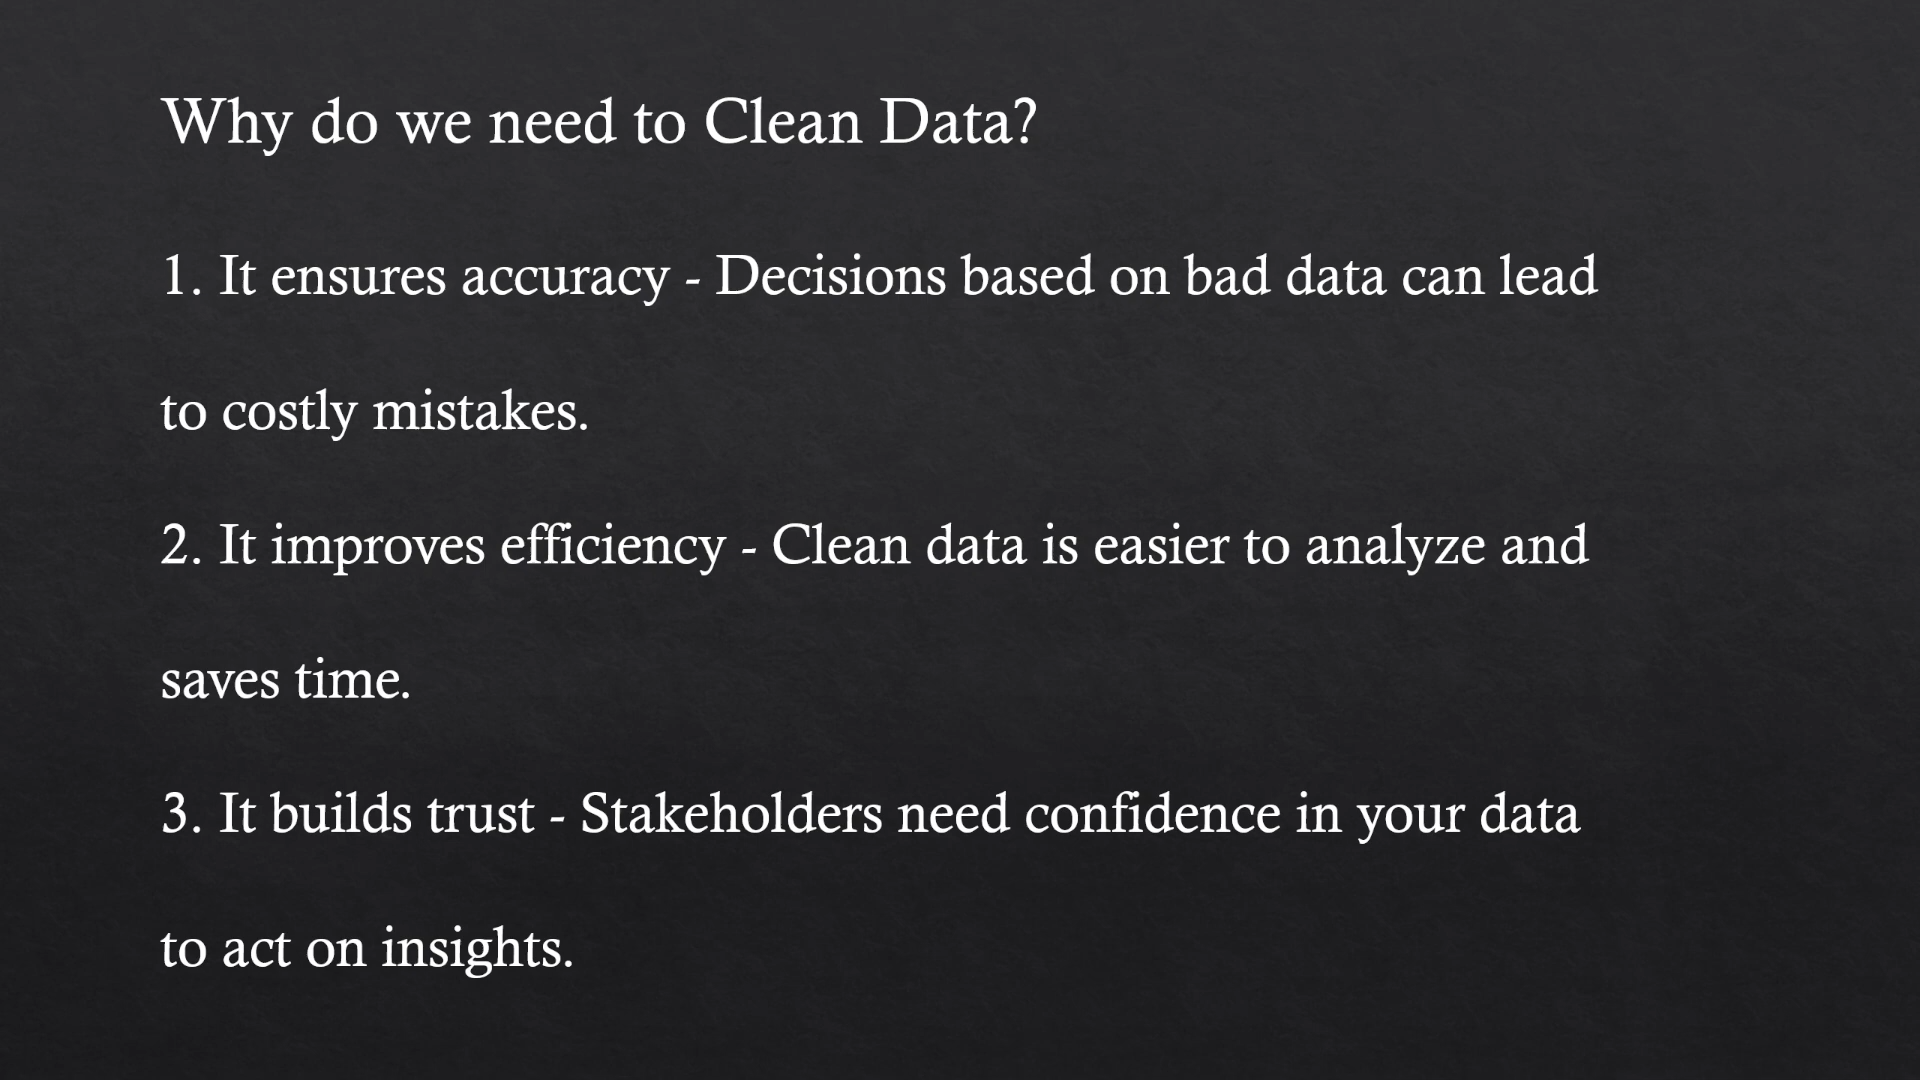 Why do we need to Clean Data?
1. It ensures accuracy - Decisions based on bad data can lead
to costly mistakes.
2. It improves efficiency - Clean data is easier to analyze and
saves time.
3. It builds trust - Stakeholders need confidence in your data
to act on insights.